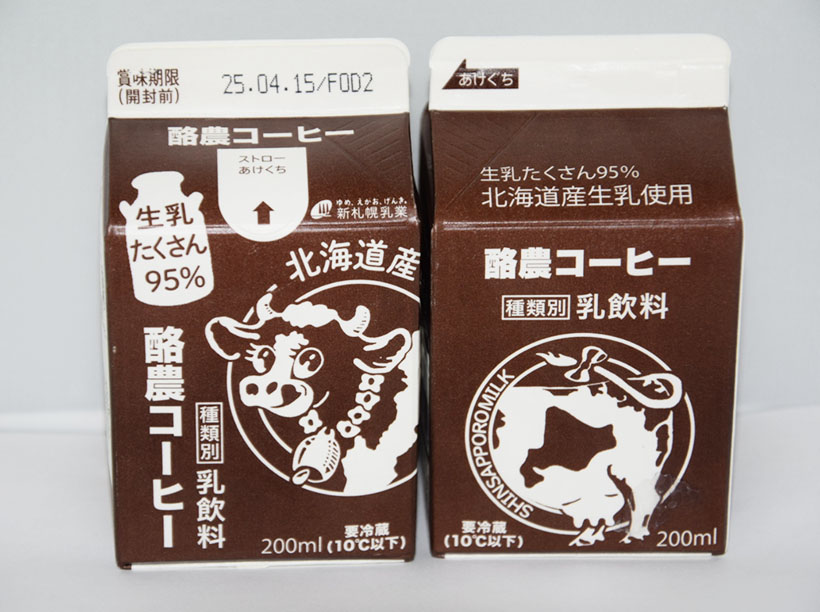 賞味期限
(開封前)
25.04.15/F0D2
酪農コーヒー
ストロー
あけくち
生乳
たくさん
95%
ゆめ、えがお、げんき。
新札幌乳業
北海道産
酪農コーヒー
種類別 乳飲料
200ml
要冷蔵
(10℃以下)
あけぐち
生乳たくさん95%
北海道産生乳使用
酪農コーヒー
種類別 乳飲料
SHINSAPPOROMILK
要冷蔵
(10℃以下)
200ml